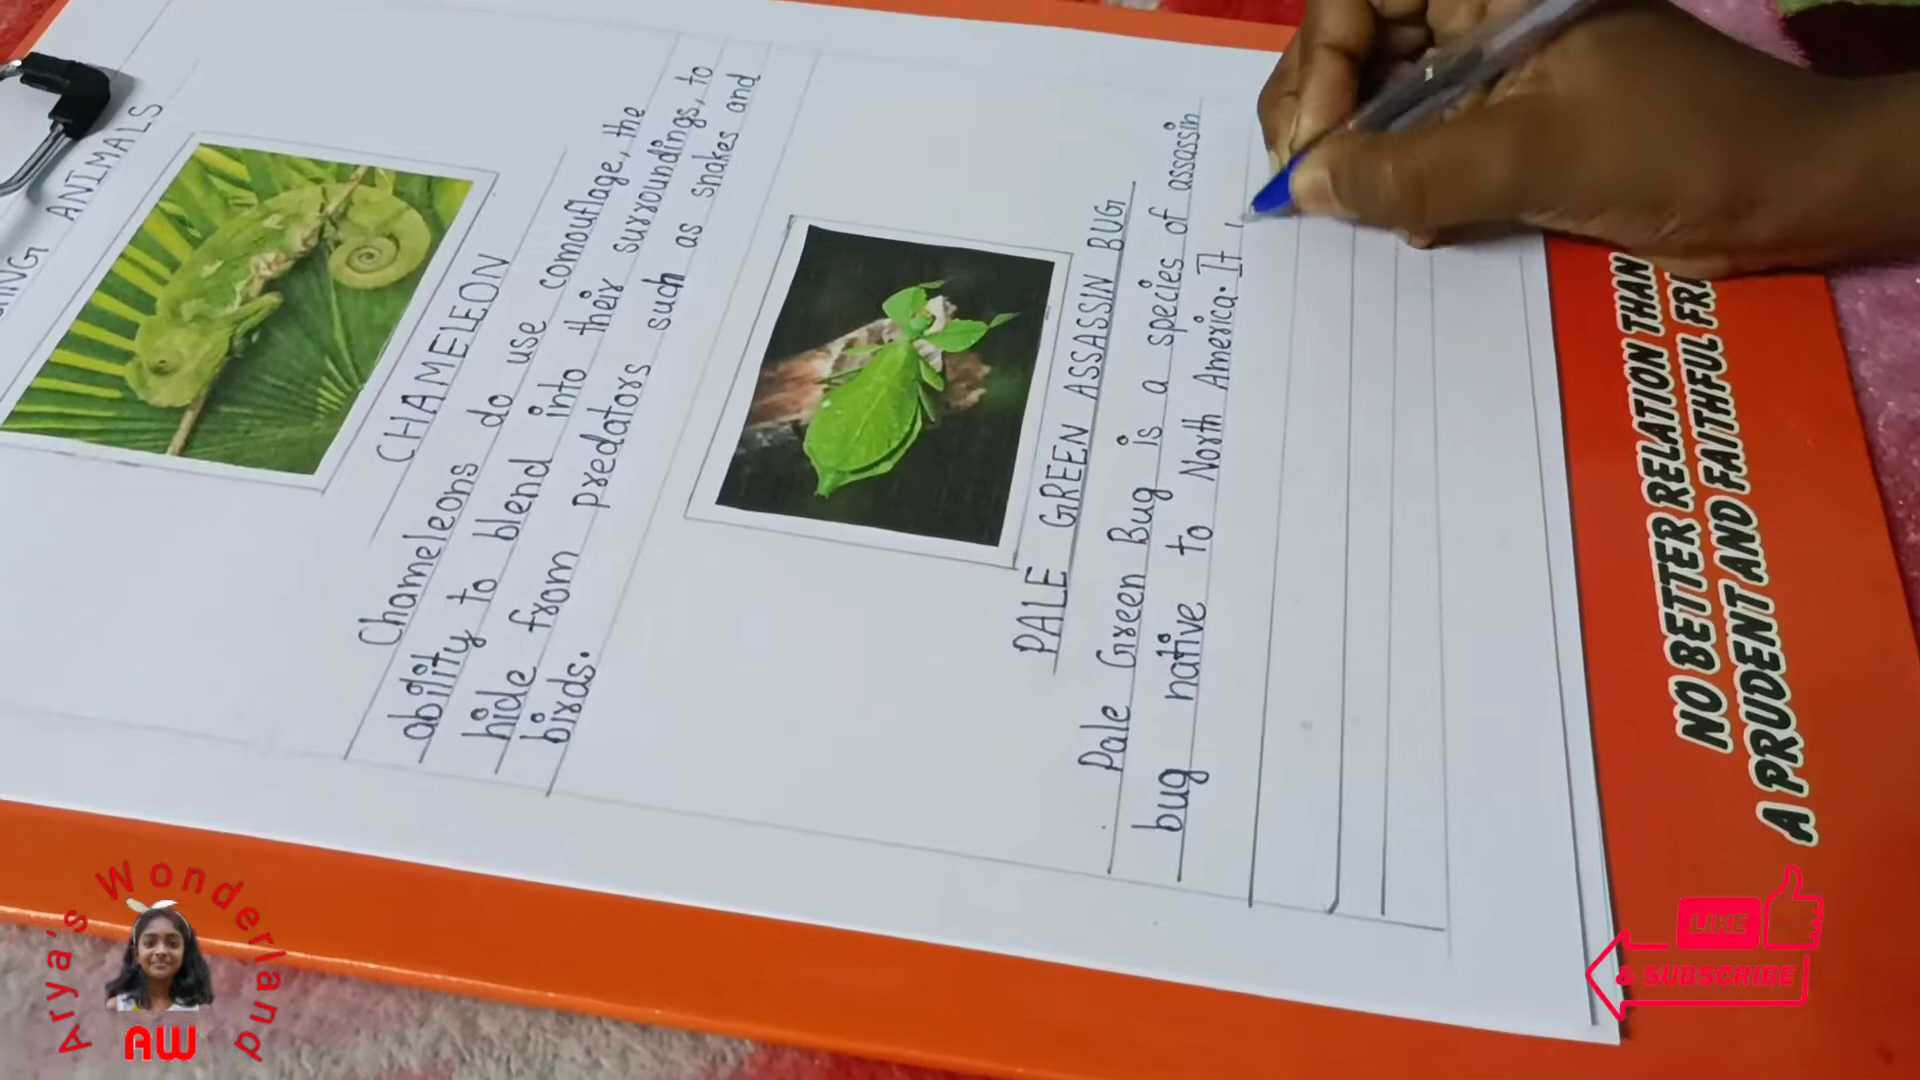 ANIMALS
CHAMELEON
Chameleons do use comouflage, the
ability to blend into their surroundings, to
hide from predators such as snakes and
birds.
PALE GREEN ASSASSIN BUG
Pale Green Bug is a species of assassin
bug native to North America. It
NO BETTER RELATION THAN
A PRUDENT AND FAITHFUL
Arya's Wonderland
AW
LIKE
& SUBSCRIBE